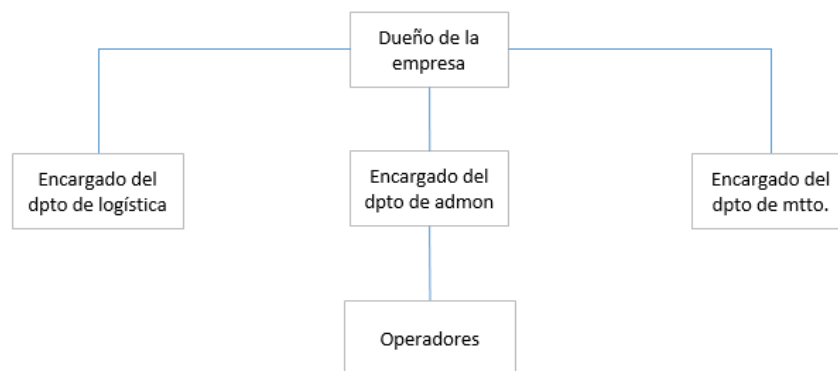 Dueño de la
empresa
Encargado del
dpto de logística
Encargado del
dpto de admon
Encargado del
dpto de mtto.
Operadores